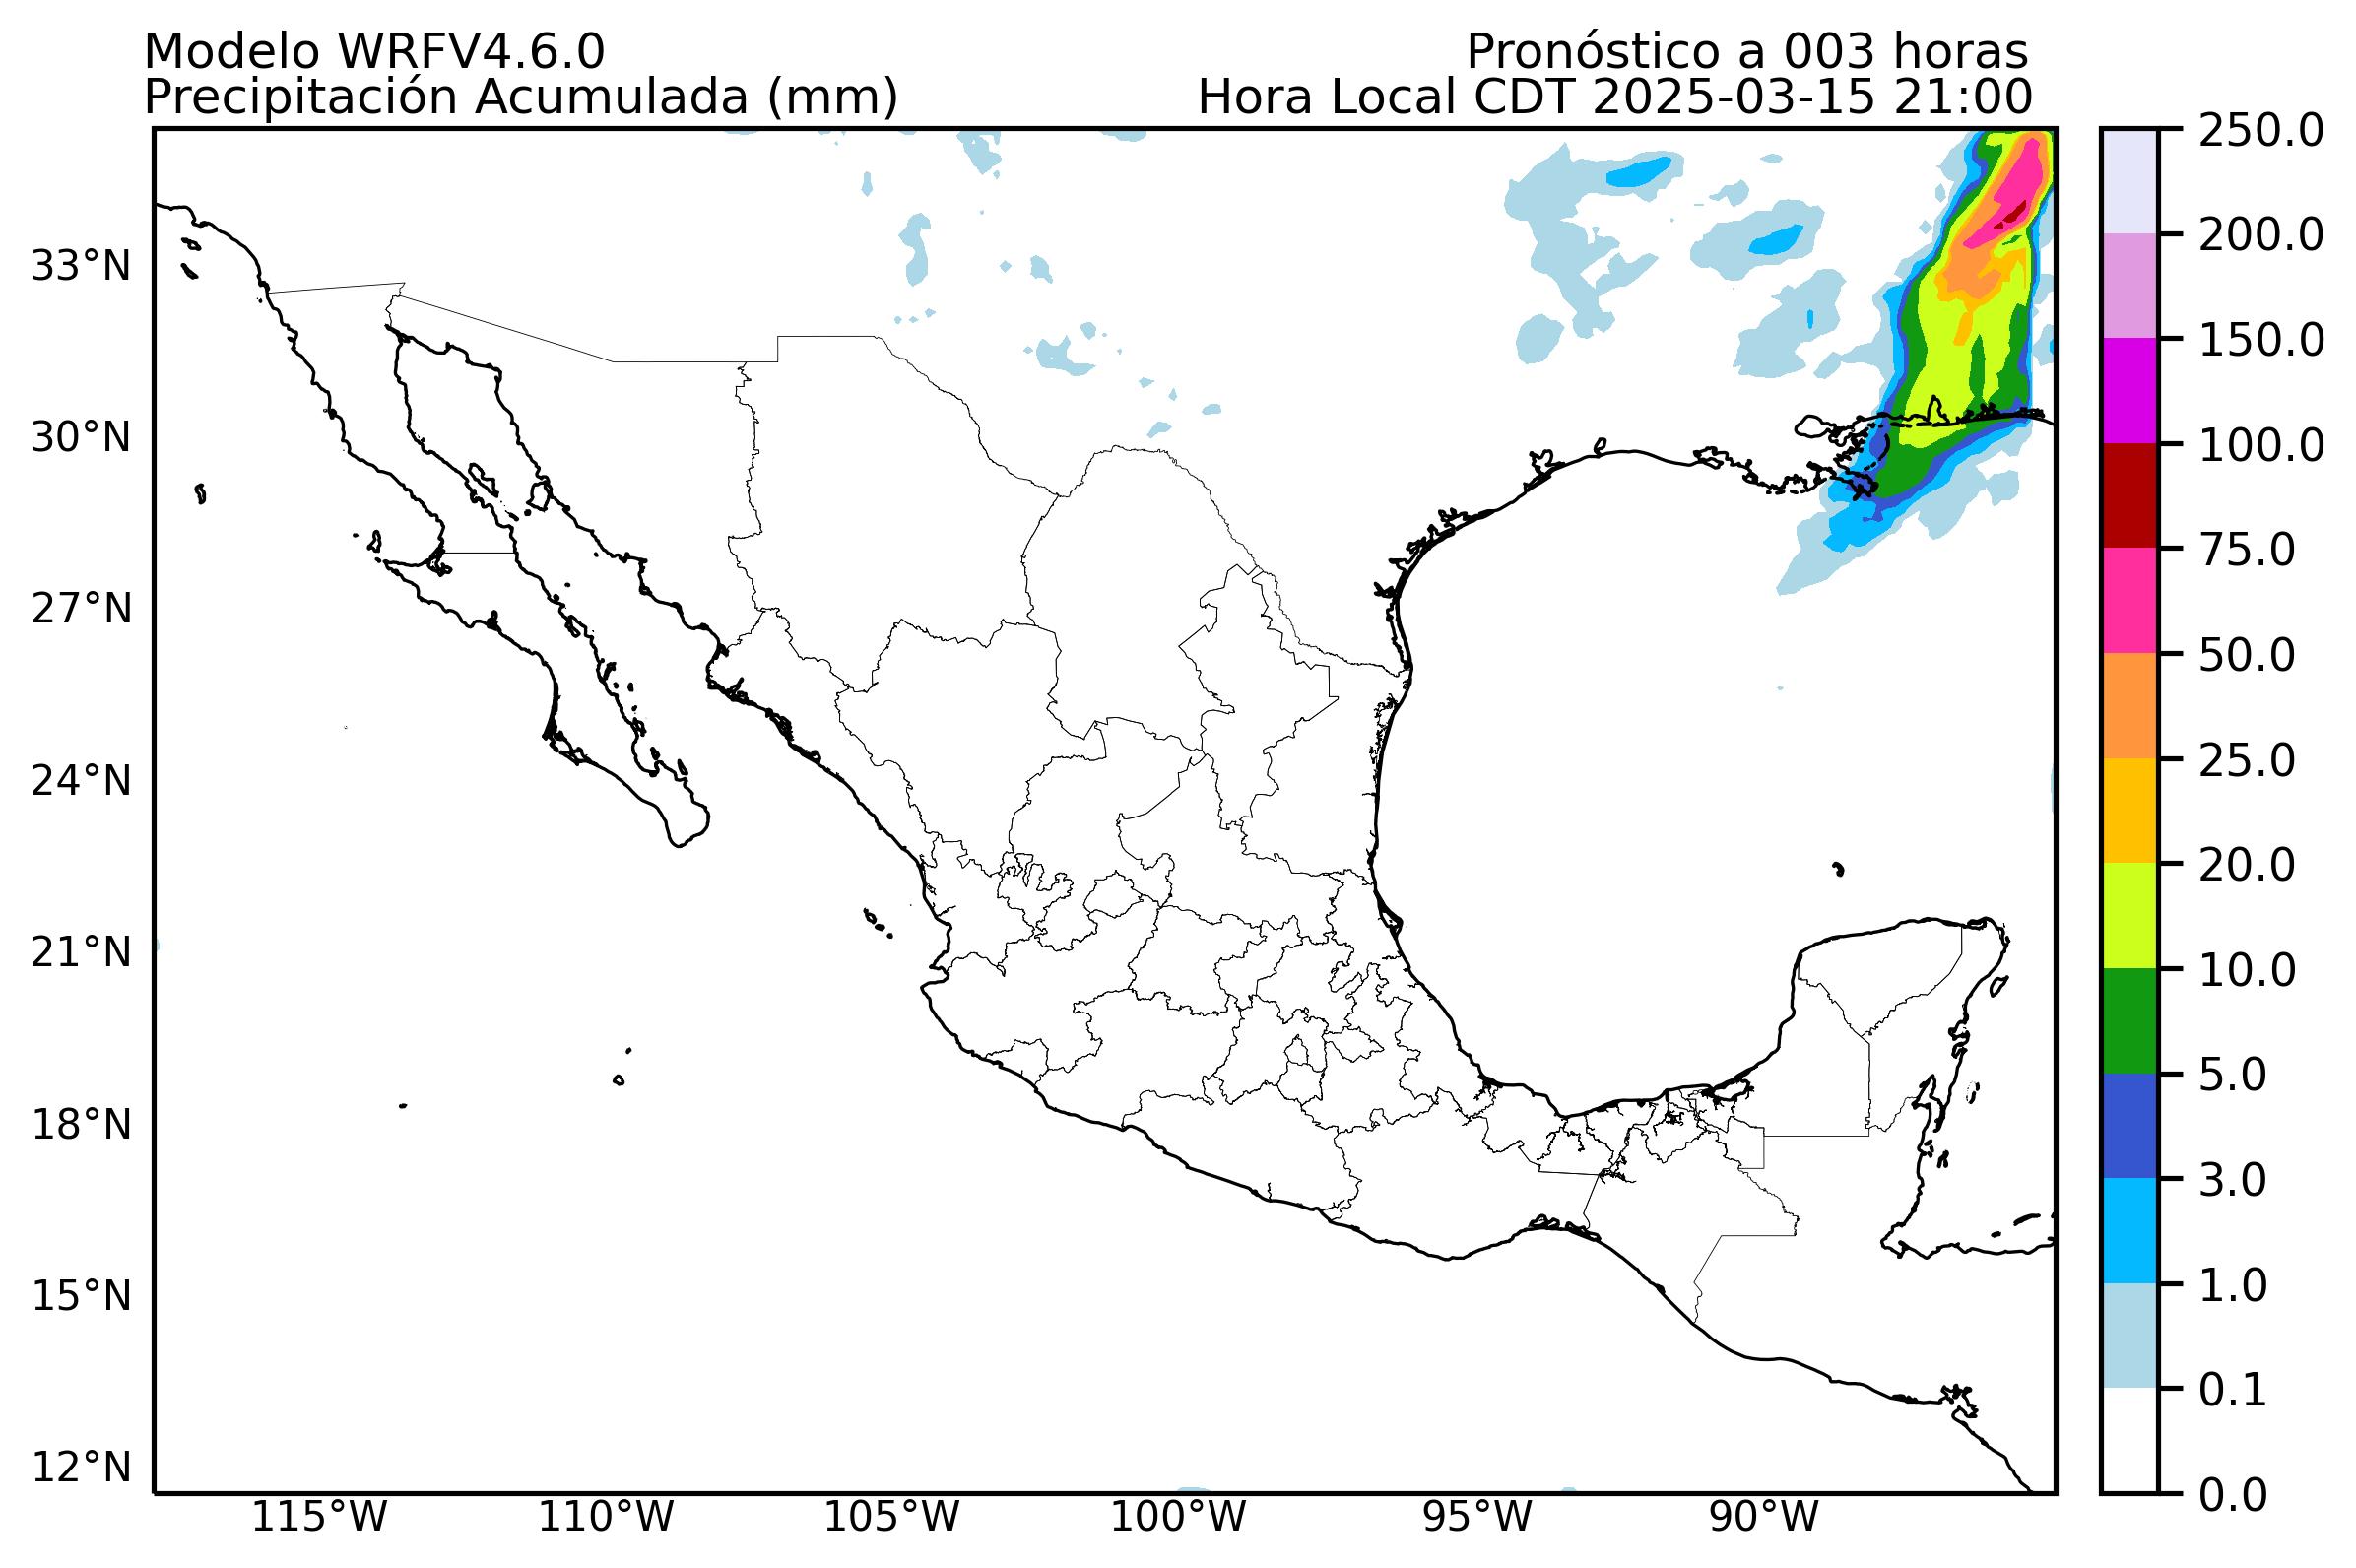 Modelo WRFV4.6.0
Pronóstico a 003 horas
Precipitación Acumulada (mm)
Hora Local CDT 2025-03-15 21:00
33°N
30°N
27°N
24°N
21°N
18°N
15°N
12°N
115°W
110°W
105°W
100°W
95°W
90°W
250.0
200.0
150.0
100.0
75.0
50.0
25.0
20.0
10.0
5.0
3.0
1.0
0.1
0.0